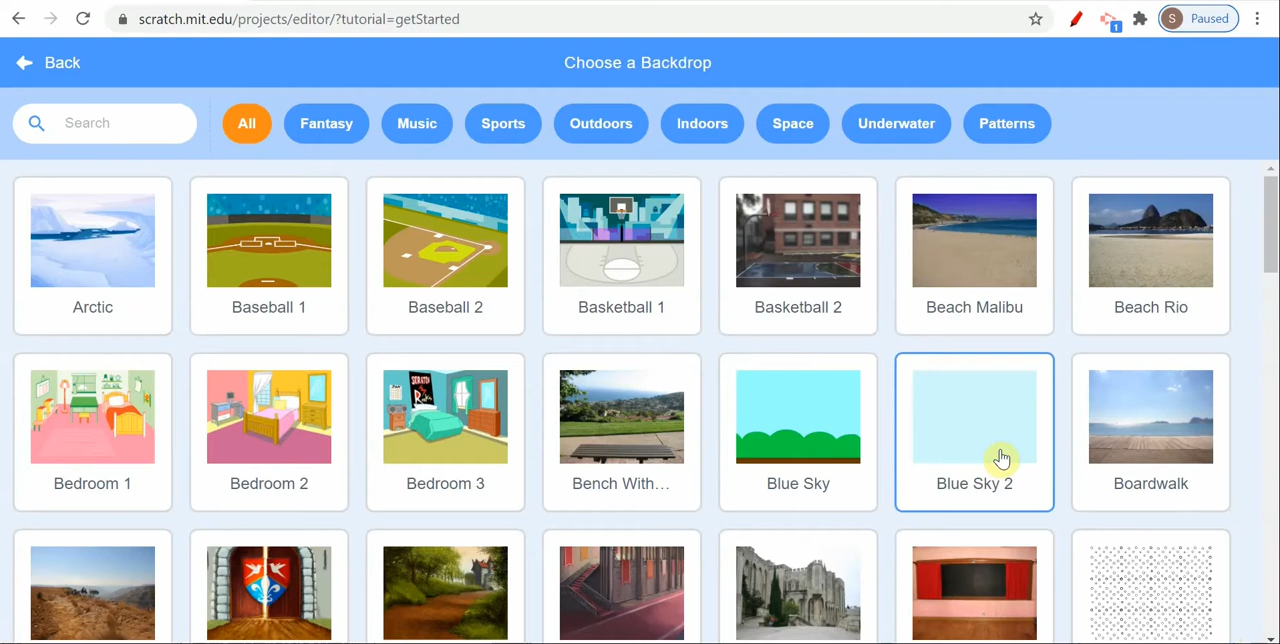 scratch.mit.edu/projects/editor/?tutorial=getStarted
S Paused
1
Back
Choose a Backdrop
Search
All Fantasy Music Sports Outdoors Indoors Space Underwater Patterns
Arctic Baseball 1 Baseball 2 Basketball 1 Basketball 2 Beach Malibu Beach Rio
SCRATCH
Bedroom 1 Bedroom 2 Bedroom 3 Bench With... Blue Sky Blue Sky 2 Boardwalk